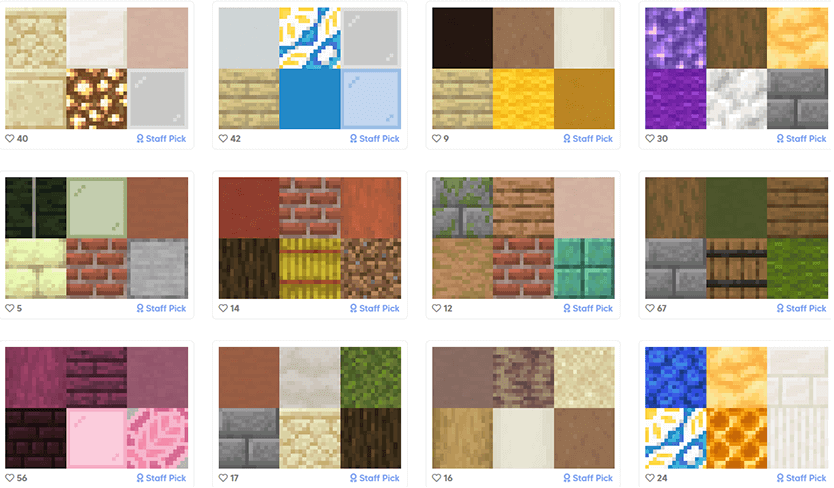 40 Staff Pick
42 Staff Pick
9 Staff Pick
30 Staff Pick
5 Staff Pick
14 Staff Pick
12 Staff Pick
67 Staff Pick
56 Staff Pick
17 Staff Pick
16 Staff Pick
24 Staff Pick